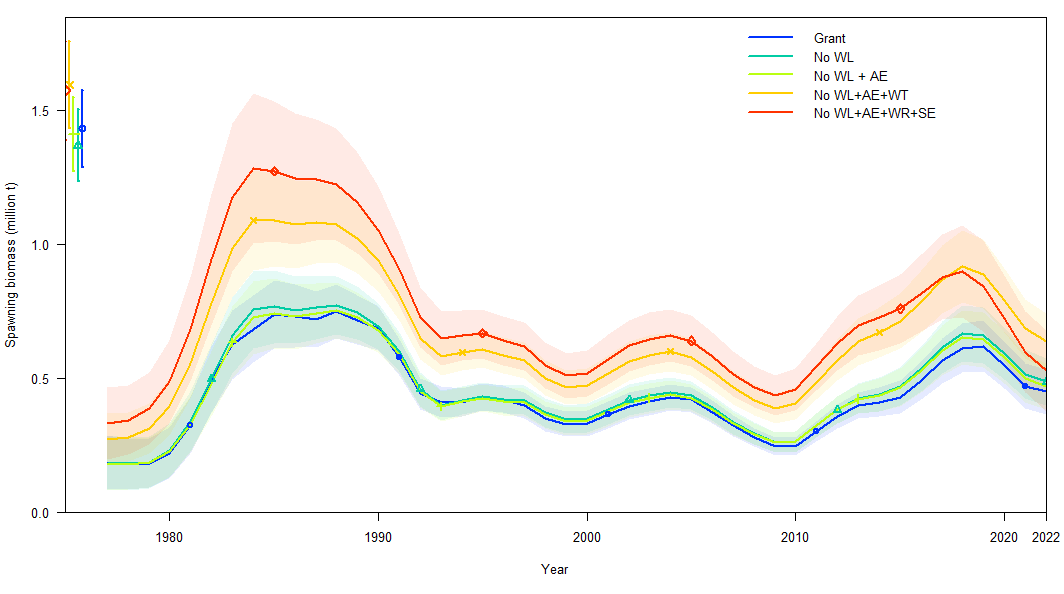 Grant
No WL
No WL + AE
No WL+AE+WT
No WL+AE+WR+SE
Spawning biomass (million t)
1.5
1.0
0.5
0.0
1980 1990 2000 2010 2020 2022
Year